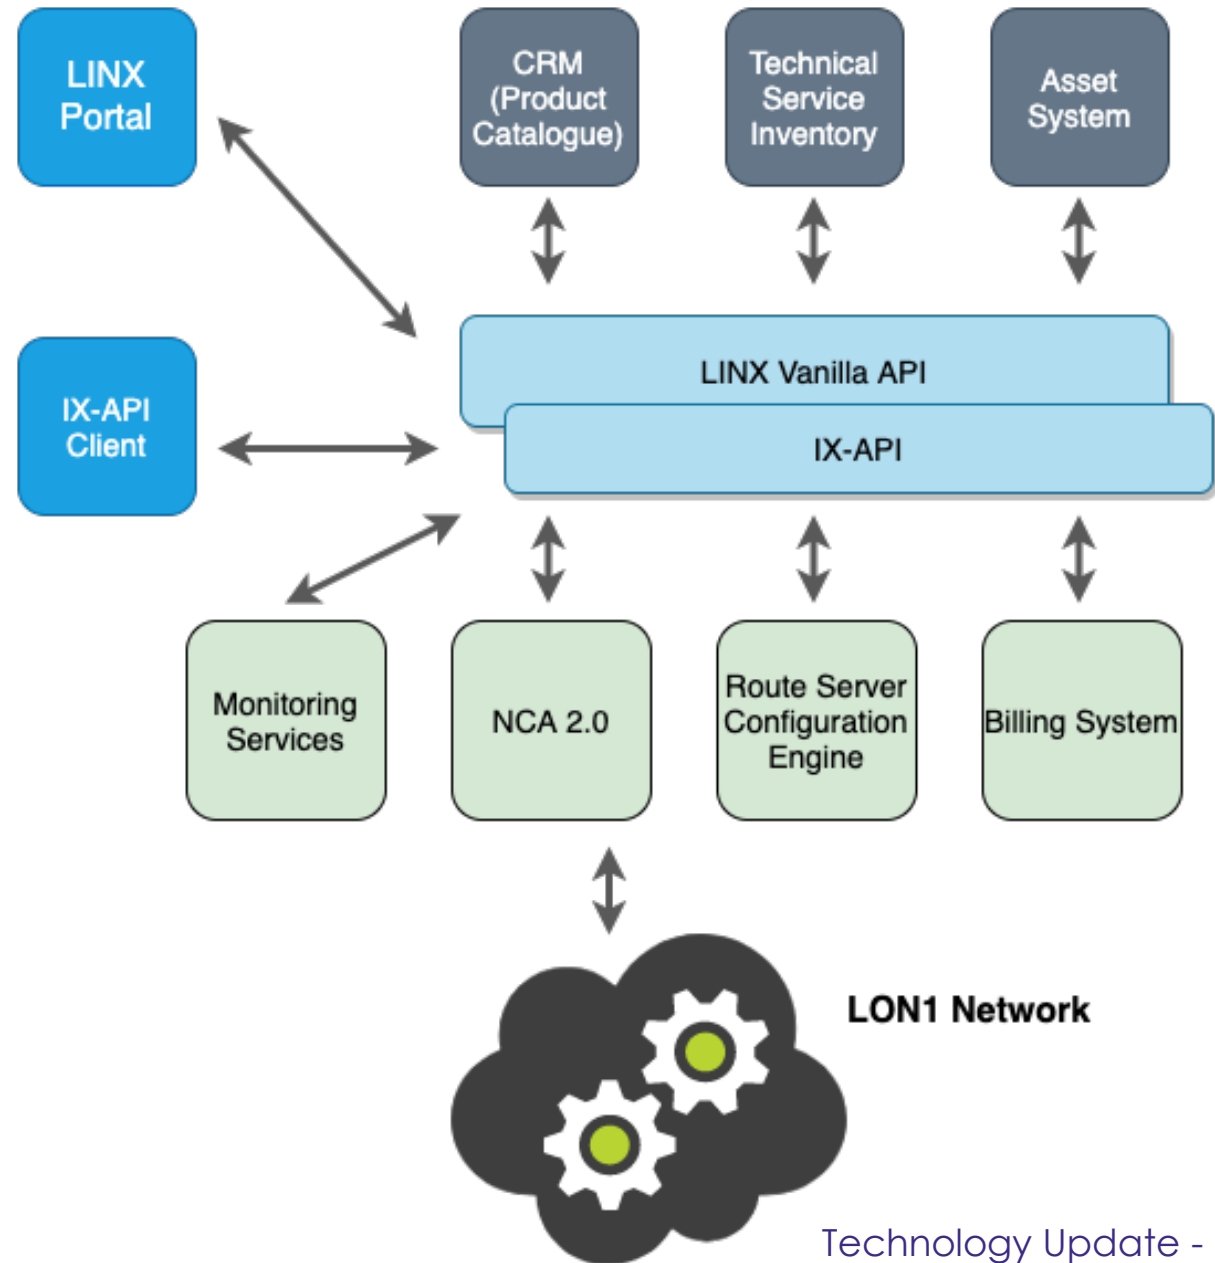 LINX
Portal
CRM
(Product
Catalogue)
Technical
Service
Inventory
Asset
System
LINX Vanilla API
IX-API
Client
IX-API
Monitoring
Services
NCA 2.0
Route Server
Configuration
Engine
Billing System
LON1 Network
Technology Update -